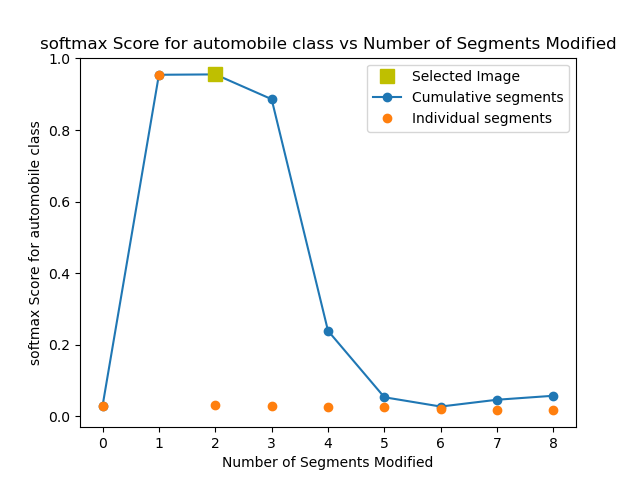 softmax Score for automobile class vs Number of Segments Modified
softmax Score for automobile class
1.0
0.8
0.6
0.4
0.2
0.0
Selected Image
Cumulative segments
Individual segments
0 1 2 3 4 5 6 7 8
Number of Segments Modified